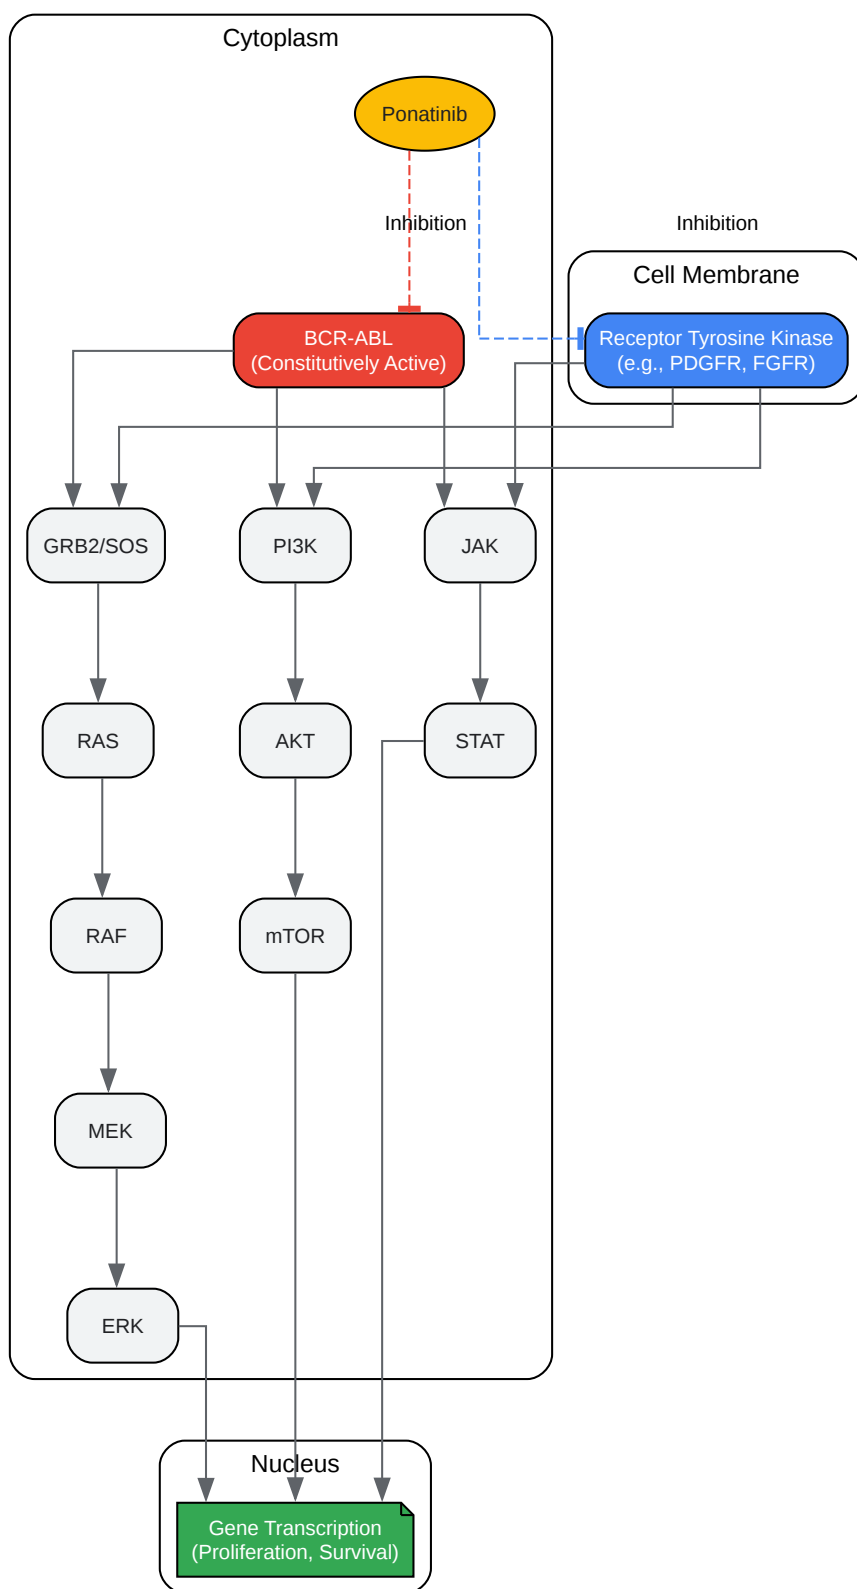 Cytoplasm
Ponatinib
Inhibition
Inhibition
Cell Membrane
BCR-ABL
(Constitutively Active)
Receptor Tyrosine Kinase
(e.g., PDGFR, FGFR)
GRB2/SOS
PI3K
JAK
RAS
AKT
STAT
RAF
mTOR
MEK
ERK
Nucleus
Gene Transcription
(Proliferation, Survival)